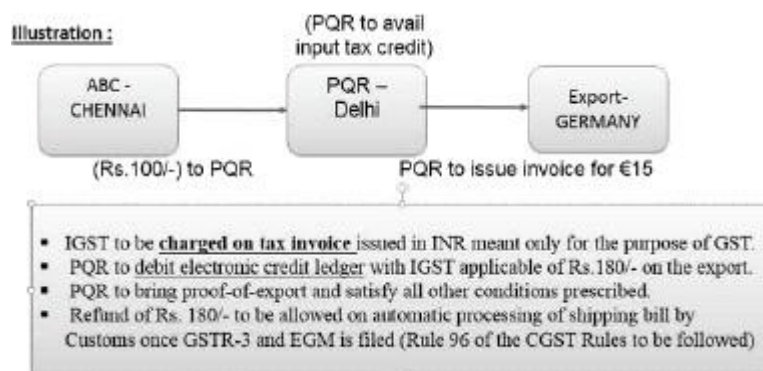 Illustration :
(PQR to avail
input tax credit)
ABC -
CHENNAI
PQR –
Delhi
Export-
GERMANY
(Rs.100/-) to PQR
PQR to issue invoice for €15
▪ IGST to be charged on tax invoice issued in INR meant only for the purpose of GST.
▪ PQR to debit electronic credit ledger with IGST applicable of Rs.180/- on the export.
▪ PQR to bring proof-of-export and satisfy all other conditions prescribed.
▪ Refund of Rs. 180/- to be allowed on automatic processing of shipping bill by
Customs once GSTR-3 and EGM is filed (Rule 96 of the CGST Rules to be followed)